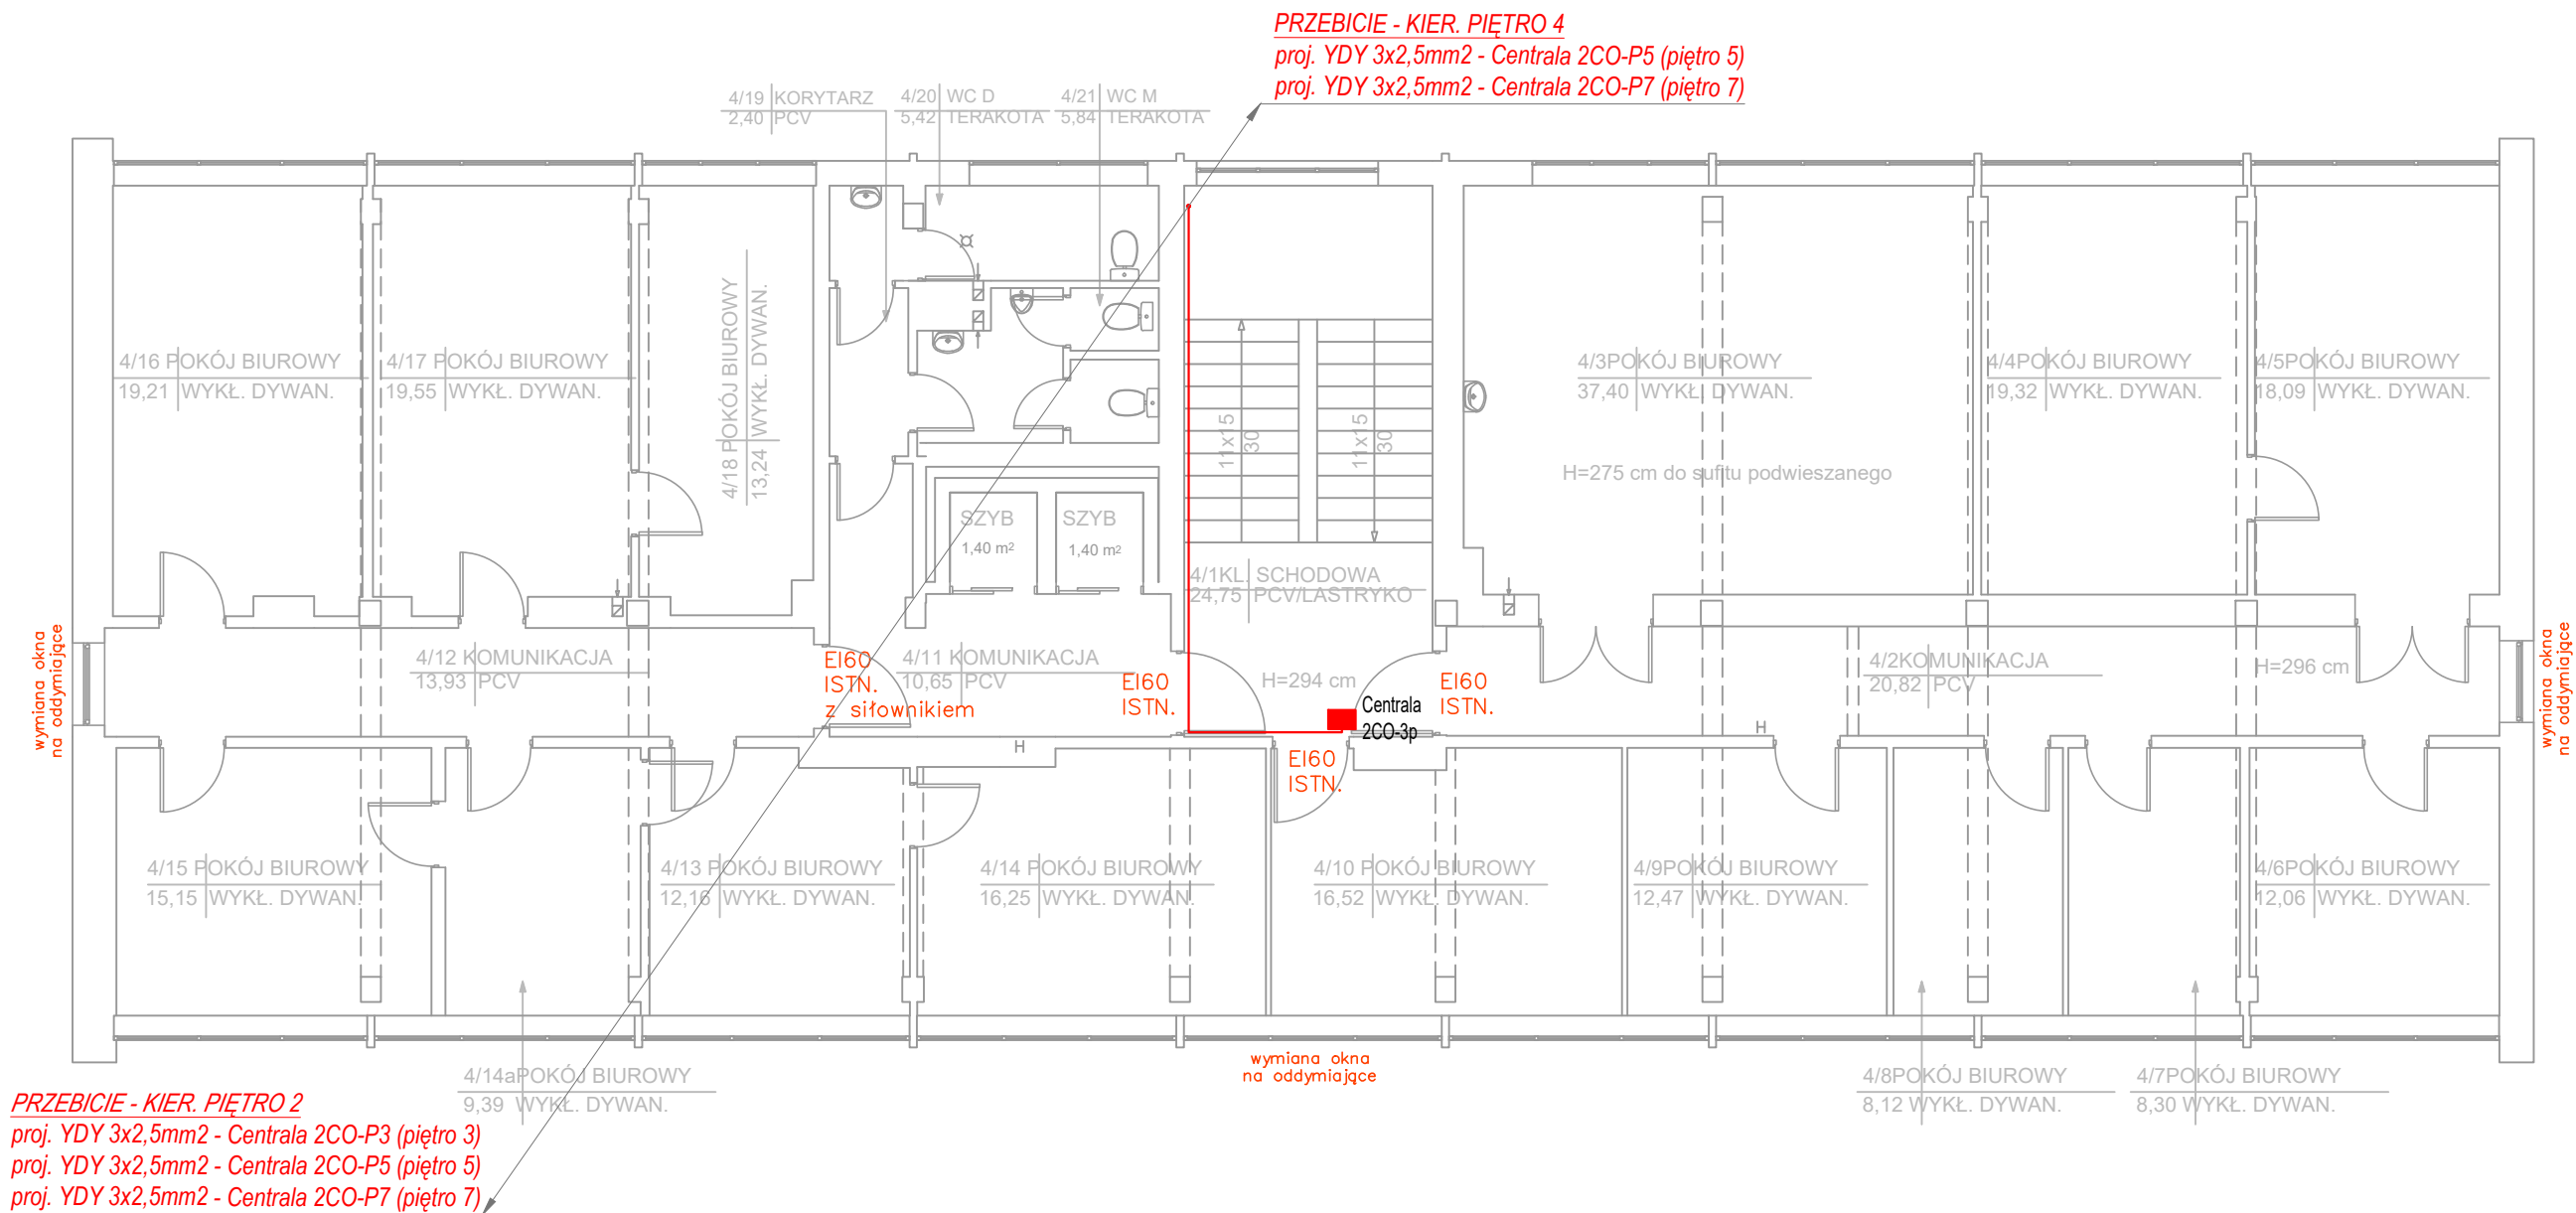 PRZEBICIE - KIER. PIĘTRO 4
proj. YDY 3x2,5mm2 - Centrala 2CO-P5 (piętro 5)
proj. YDY 3x2,5mm2 - Centrala 2CO-P7 (piętro 7)
4/19 KORYTARZ
2,40 PCV
4/20 WC D
5,42 TERAKOTA
4/21 WC M
5,84 TERAKOTA
4/16 POKÓJ BIUROWY
19,21 WYKŁ. DYWAN.
4/17 POKÓJ BIUROWY
19,55 WYKŁ. DYWAN.
4/18 POKÓJ BIUROWY
13,24 WYKŁ. DYWAN.
11x15
30
11x15
30
4/3POKÓJ BIUROWY
37,40 WYKŁ. DYWAN.
4/4POKÓJ BIUROWY
19,32 WYKŁ. DYWAN.
4/5POKÓJ BIUROWY
18,09 WYKŁ. DYWAN.
H=275 cm do sufitu podwieszanego
SZYB
1,40 m2
SZYB
1,40 m2
4/1KL. SCHODOWA
24,75 PCV/LASTRYKO
wymiana okna
na oddymiające
4/12 KOMUNIKACJA
13,93 PCV
EI60
ISTN.
z siłownikiem
4/11 KOMUNIKACJA
10,65 PCV
EI60
ISTN.
H=294 cm
Centrala
2CO-3p
EI60
ISTN.
4/2KOMUNIKACJA
20,82 PCV
H=296 cm
wymiana okna
na oddymiające
H
H
EI60
ISTN.
4/15 POKÓJ BIUROWY
15,15 WYKŁ. DYWAN.
4/13 POKÓJ BIUROWY
12,16 WYKŁ. DYWAN.
4/14 POKÓJ BIUROWY
16,25 WYKŁ. DYWAN.
4/10 POKÓJ BIUROWY
16,52 WYKŁ. DYWAN.
4/9POKÓJ BIUROWY
12,47 WYKŁ. DYWAN.
4/6POKÓJ BIUROWY
12,06 WYKŁ. DYWAN.
wymiana okna
na oddymiające
4/14aPOKÓJ BIUROWY
9,39 WYKŁ. DYWAN.
4/8POKÓJ BIUROWY
8,12 WYKŁ. DYWAN.
4/7POKÓJ BIUROWY
8,30 WYKŁ. DYWAN.
PRZEBICIE - KIER. PIĘTRO 2
proj. YDY 3x2,5mm2 - Centrala 2CO-P3 (piętro 3)
proj. YDY 3x2,5mm2 - Centrala 2CO-P5 (piętro 5)
proj. YDY 3x2,5mm2 - Centrala 2CO-P7 (piętro 7)